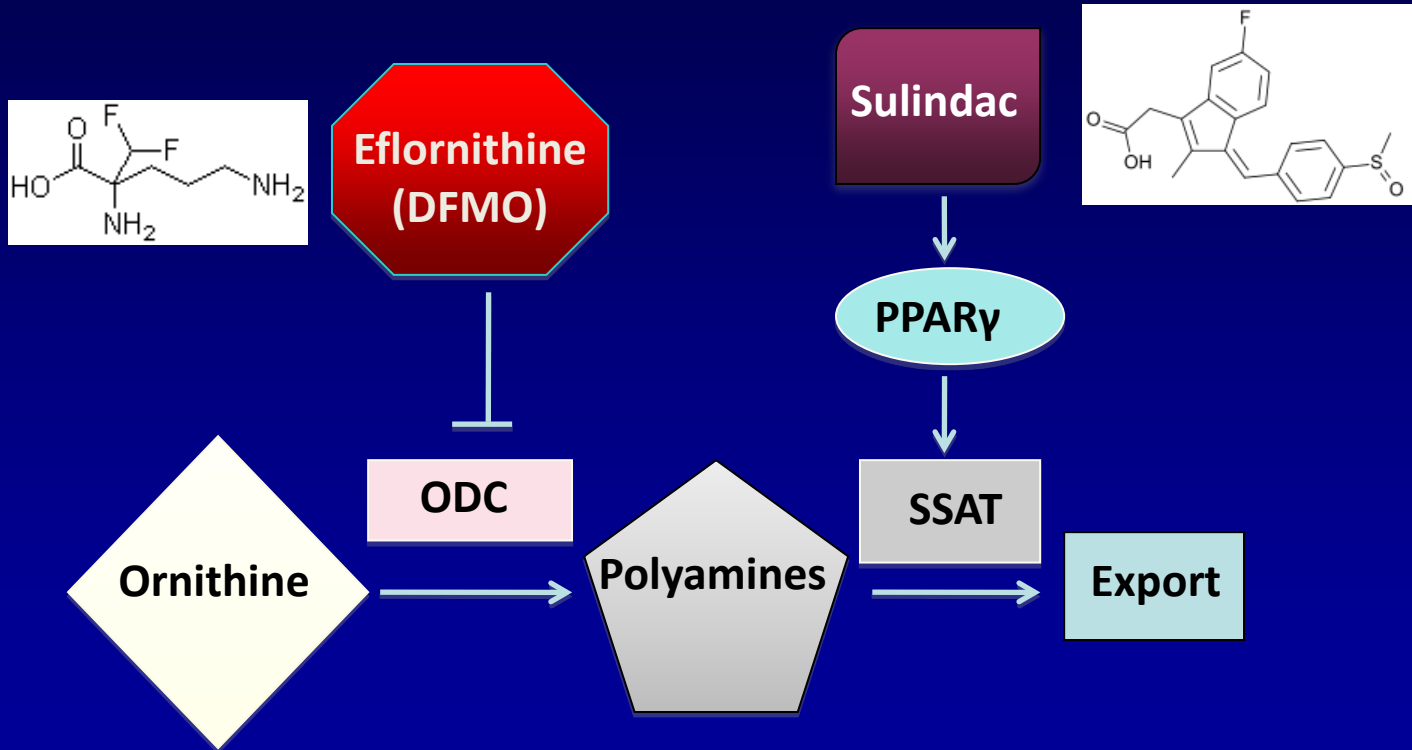 Eflornithine
(DFMO)
Sulindac
F
O
OH
S
O
O
F
F
HO
NH₂
NH₂
PPARγ
ODC
SSAT
Ornithine
Polyamines
Export